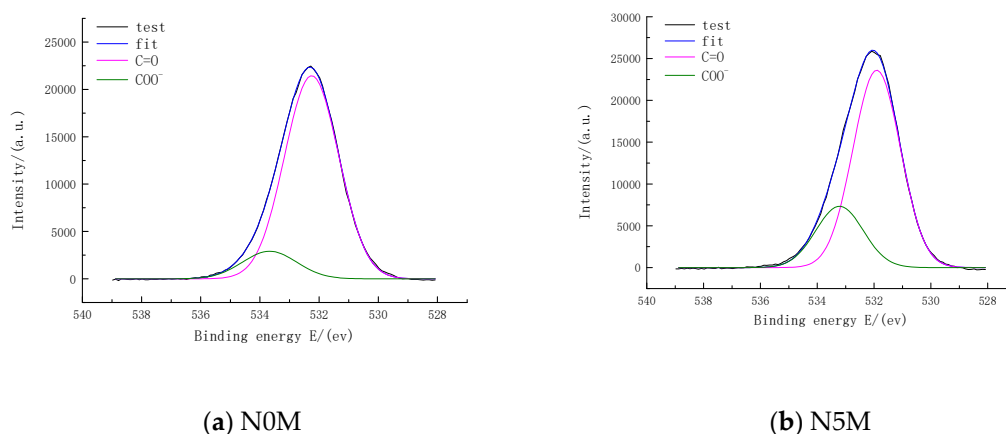 test
fit
C=O
COO⁻
25000
20000
15000
10000
5000
0
Intensity/(a.u.)
540 538 536 534 532 530 528
Binding energy E/(ev)
(a) N0M
test
fit
C=O
COO⁻
30000
25000
20000
15000
10000
5000
0
Intensity/(a.u.)
540 538 536 534 532 530 528
Binding energy E/(ev)
(b) N5M